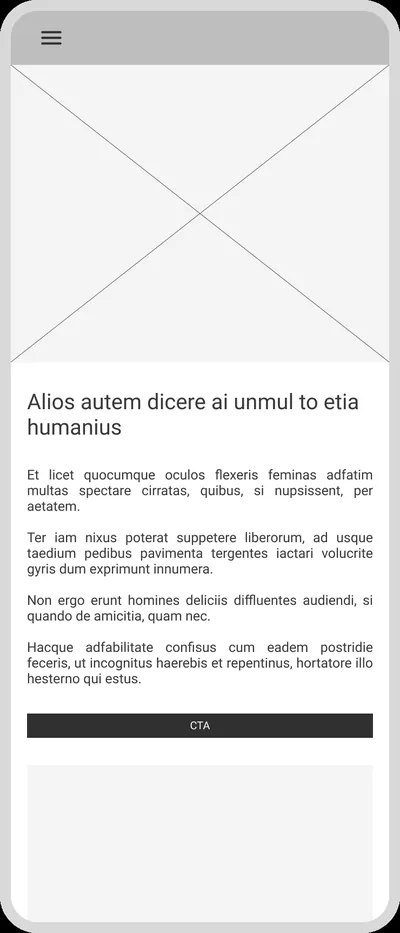 Alios autem dicere ai unmul to etia
humanius
Et licet quocumque oculos flexeris feminas adfatim
multas spectare cirratas, quibus, si nupsissent, per
aetatem.
Ter iam nixus poterat suppetere liberorum, ad usque
taedium pedibus pavimenta tergentes iactari volucrite
gyris dum exprimunt innumera.
Non ergo erunt homines deliciis diffluentes audiendi, si
quando de amicitia, quam nec.
Hacque adfabilitate confisus cum eadem postridie
feceris, ut incognitus haerebis et repentinus, hortatore illo
hesterno qui estus.
CTA